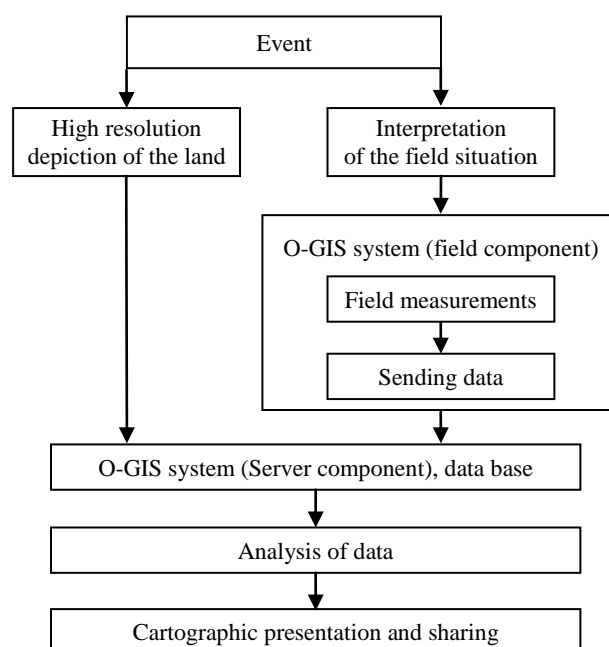 Event
High resolution
depiction of the land
Interpretation
of the field situation
O-GIS system (field component)
Field measurements
Sending data
O-GIS system (Server component), data base
Analysis of data
Cartographic presentation and sharing